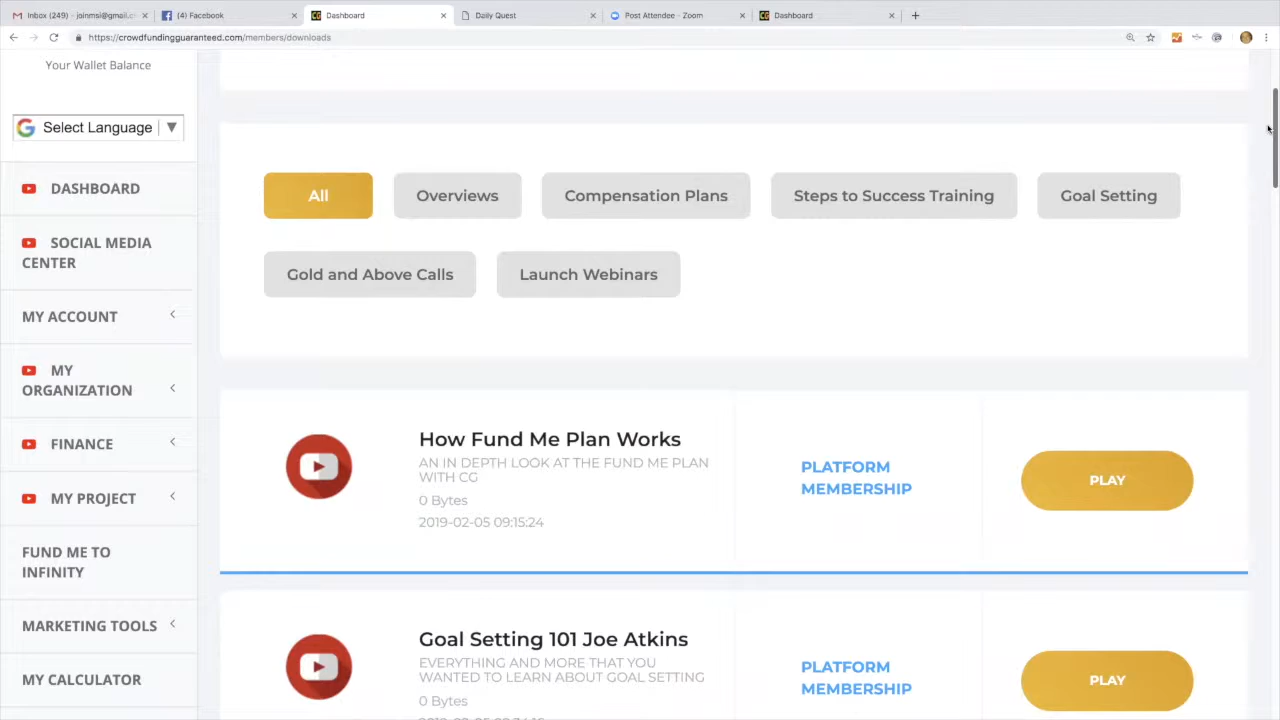 Inbox (249) - joinmsi@gmail.c
(4) Facebook
Dashboard
Daily Quest
Post Attendee - Zoom
Dashboard
https://crowdfundingguaranteed.com/members/downloads
Your Wallet Balance
Select Language
DASHBOARD
SOCIAL MEDIA
CENTER
MY ACCOUNT
MY
ORGANIZATION
FINANCE
MY PROJECT
FUND ME TO
INFINITY
MARKETING TOOLS
MY CALCULATOR
All
Overviews
Compensation Plans
Steps to Success Training
Goal Setting
Gold and Above Calls
Launch Webinars
How Fund Me Plan Works
AN IN DEPTH LOOK AT THE FUND ME PLAN
WITH CG
0 Bytes
2019-02-05 09:15:24
PLATFORM
MEMBERSHIP
PLAY
Goal Setting 101 Joe Atkins
EVERYTHING AND MORE THAT YOU
WANTED TO LEARN ABOUT GOAL SETTING
0 Bytes
PLATFORM
MEMBERSHIP
PLAY